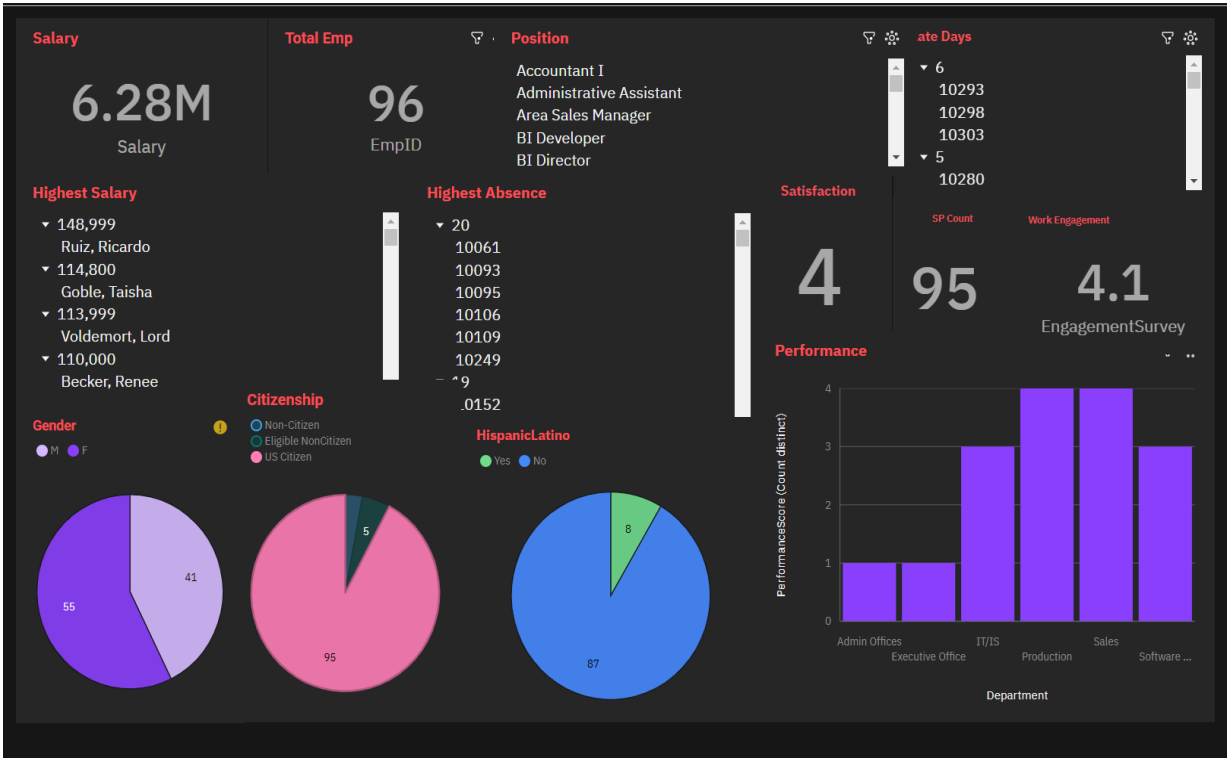 Salary
6.28M
Salary
Total Emp
96
EmpID
Position
Accountant I
Administrative Assistant
Area Sales Manager
BI Developer
BI Director
ate Days
6
10293
10298
10303
5
10280
Highest Salary
148,999
Ruiz, Ricardo
114,800
Goble, Taisha
113,999
Voldemort, Lord
110,000
Becker, Renee
Highest Absence
20
10061
10093
10095
10106
10109
10249
19
.0152
Satisfaction
4
SP Count
95
Work Engagement
4.1
EngagementSurvey
Gender
M F
41
55
Citizenship
Non-Citizen
Eligible NonCitizen
US Citizen
5
95
HispanicLatino
Yes No
8
87
Performance
PerformanceScore (Count distinct)
4
3
2
1
0
Admin Offices
Executive Office
IT/IS
Production
Sales
Software ...
Department